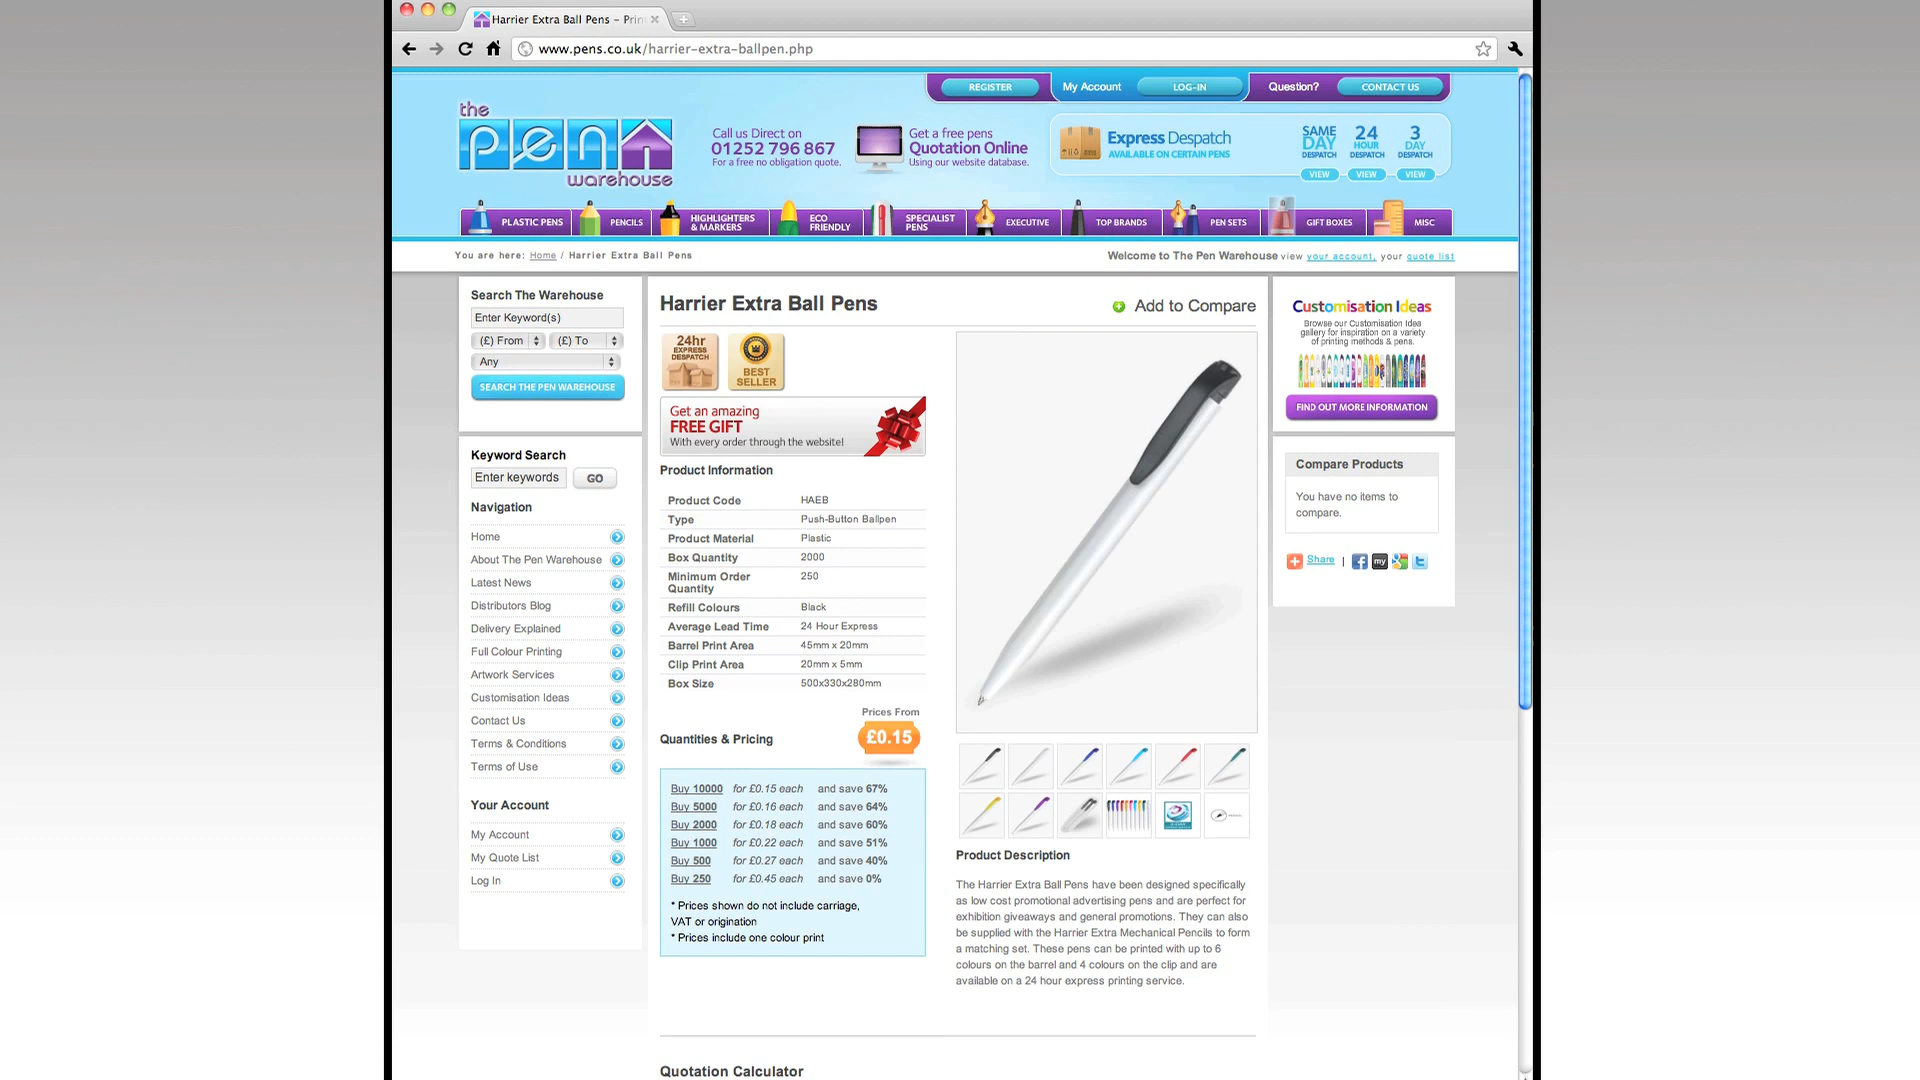 Harrier Extra Ball Pens – Prin
www.pens.co.uk/harrier-extra-ballpen.php
REGISTER
My Account
LOG-IN
Question?
CONTACT US
the
pen
warehouse
Call us Direct on
01252 796 867
For a free no obligation quote.
Get a free pens
Quotation Online
Using our website database.
Express Despatch
AVAILABLE ON CERTAIN PENS
SAME
DAY
DESPATCH
VIEW
24
HOUR
DESPATCH
VIEW
3
DAY
DESPATCH
VIEW
PLASTIC PENS
PENCILS
HIGHLIGHTERS
& MARKERS
ECO
FRIENDLY
SPECIALIST
PENS
EXECUTIVE
TOP BRANDS
PEN SETS
GIFT BOXES
MISC
You are here: Home / Harrier Extra Ball Pens
Welcome to The Pen Warehouse view your account, your quote list
Search The Warehouse
Enter Keyword(s)
(£) From
(£) To
Any
SEARCH THE PEN WAREHOUSE
Keyword Search
Enter keywords
GO
Navigation
Home
About The Pen Warehouse
Latest News
Distributors Blog
Delivery Explained
Full Colour Printing
Artwork Services
Customisation Ideas
Contact Us
Terms & Conditions
Terms of Use
Your Account
My Account
My Quote List
Log In
Harrier Extra Ball Pens
Add to Compare
24hr
EXPRESS
DESPATCH
BEST
SELLER
Get an amazing
FREE GIFT
With every order through the website!
Product Information
Product Code HAEB
Type Push-Button Ballpen
Product Material Plastic
Box Quantity 2000
Minimum Order 250
Quantity
Refill Colours Black
Average Lead Time 24 Hour Express
Barrel Print Area 45mm x 20mm
Clip Print Area 20mm x 5mm
Box Size 500x330x280mm
Prices From
Quantities & Pricing
£0.15
Buy 10000 for £0.15 each and save 67%
Buy 5000 for £0.16 each and save 64%
Buy 2000 for £0.18 each and save 60%
Buy 1000 for £0.22 each and save 51%
Buy 500 for £0.27 each and save 40%
Buy 250 for £0.45 each and save 0%
* Prices shown do not include carriage,
VAT or origination
* Prices include one colour print
Product Description
The Harrier Extra Ball Pens have been designed specifically
as low cost promotional advertising pens and are perfect for
exhibition giveaways and general promotions. They can also
be supplied with the Harrier Extra Mechanical Pencils to form
a matching set. These pens can be printed with up to 6
colours on the barrel and 4 colours on the clip and are
available on a 24 hour express printing service.
Quotation Calculator
Customisation Ideas
Browse our Customisation Idea
gallery for inspiration on a variety
of printing methods & pens.
FIND OUT MORE INFORMATION
Compare Products
You have no items to
compare.
Share
|
my